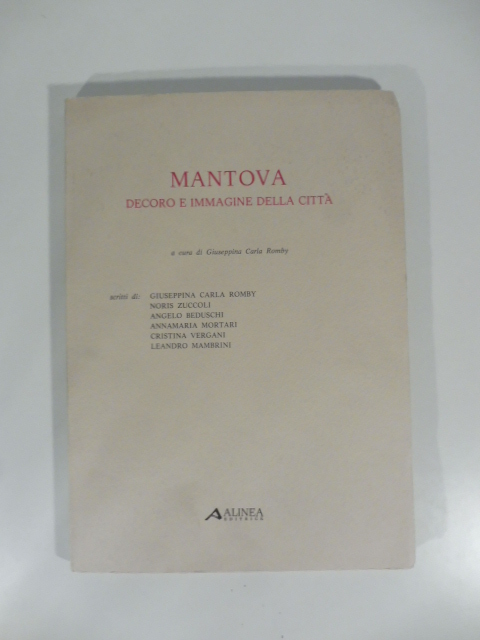 MANTOVA
DECORO E IMMAGINE DELLA CITTÀ
a cura di Giuseppina Carla Romby
scritti di: GIUSEPPINA CARLA ROMBY
NORIS ZUCCOLI
ANGELO BEDUSCHI
ANNAMARIA MORTARI
CRISTINA VERGANI
LEANDRO MAMBRINI
ALINEA
EDITRICE